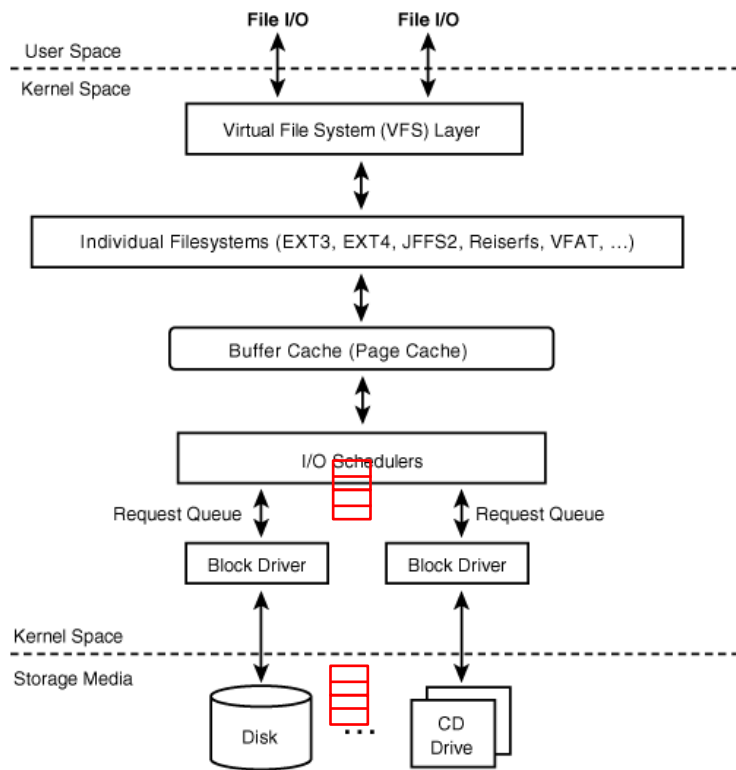 File I/O File I/O
User Space
Kernel Space
Virtual File System (VFS) Layer
Individual Filesystems (EXT3, EXT4, JFFS2, Reiserfs, VFAT, ...)
Buffer Cache (Page Cache)
I/O Schedulers
Request Queue Request Queue
Block Driver Block Driver
Kernel Space
Storage Media
Disk
...
CD
Drive